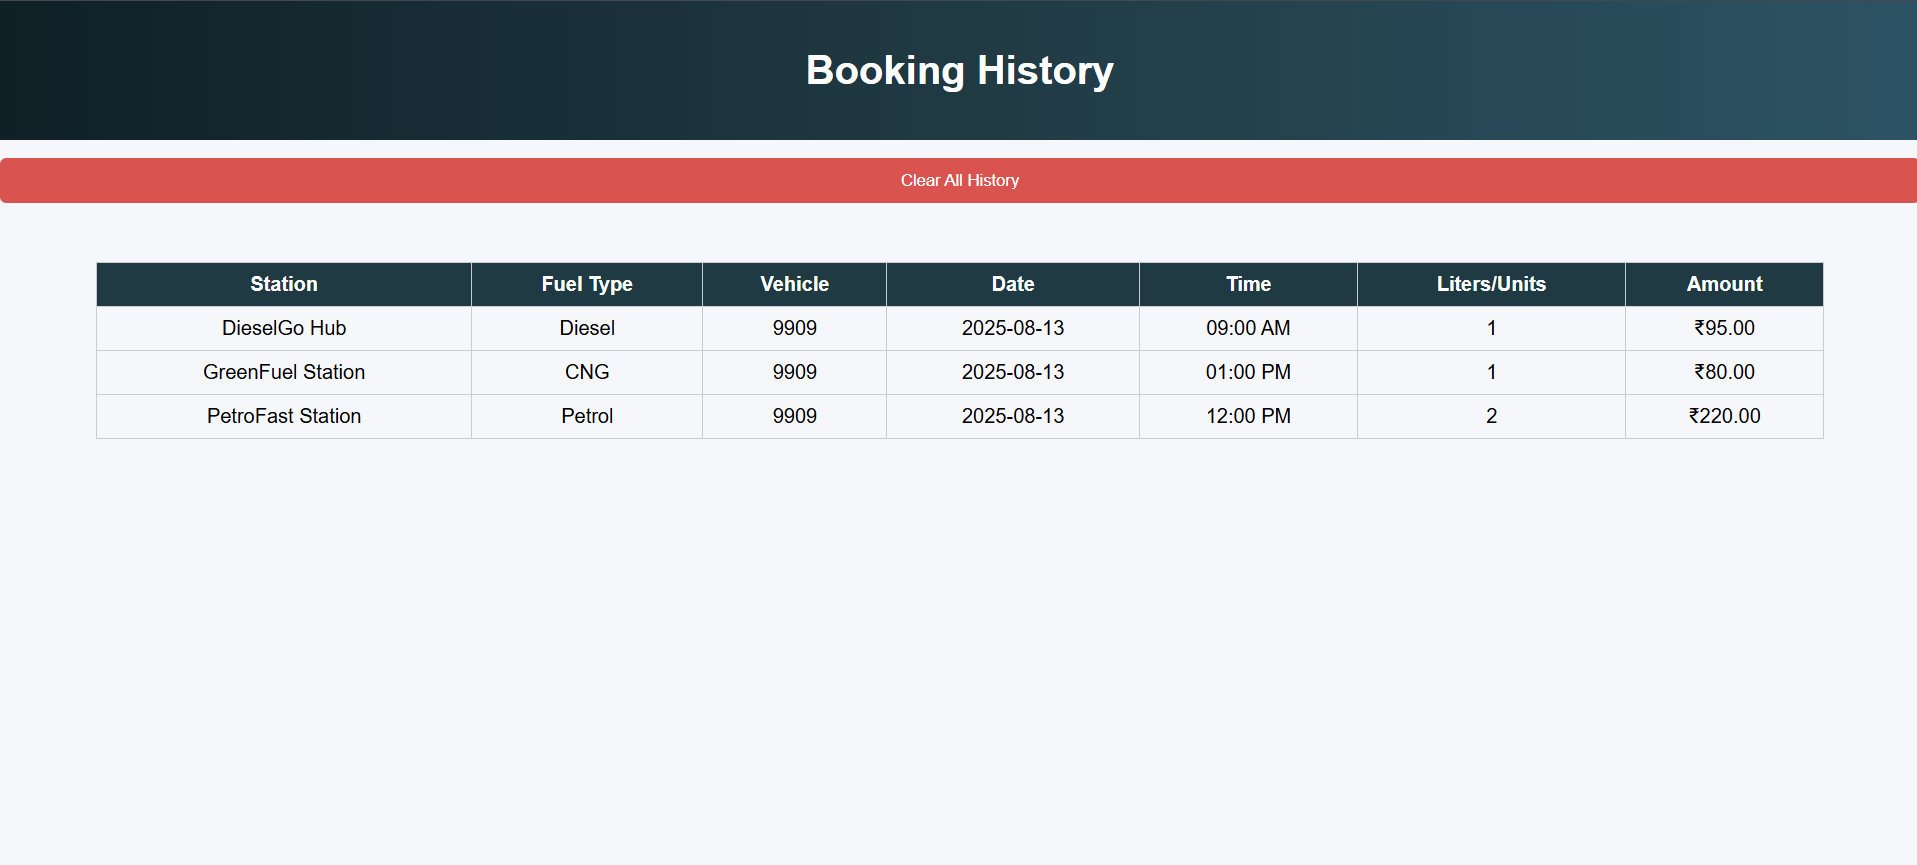 Booking History
Clear All History
Station Fuel Type Vehicle Date Time Liters/Units Amount
DieselGo Hub Diesel 9909 2025-08-13 09:00 AM 1 ₹95.00
GreenFuel Station CNG 9909 2025-08-13 01:00 PM 1 ₹80.00
PetroFast Station Petrol 9909 2025-08-13 12:00 PM 2 ₹220.00